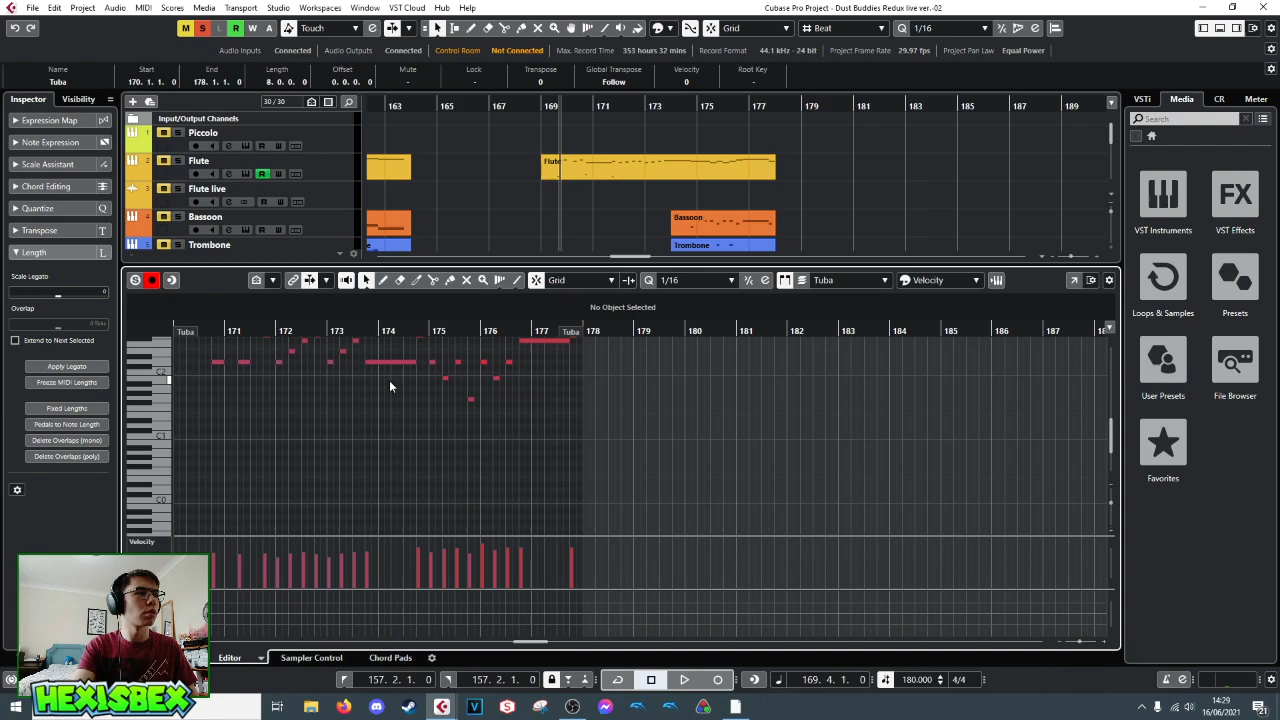 File Edit Project Audio MIDI Scores Media Transport Studio Workspaces Window VST Cloud Hub Help
Cubase Pro Project - Dust Buddies Redux live ver.-02
M S L R W A Touch Grid Beat 1/16
Audio Inputs Connected Audio Outputs Connected Control Room Not Connected Max. Record Time 353 hours 32 mins Record Format 44.1 kHz - 24 bit Project Frame Rate 29.97 fps Project Pan Law Equal Power
Name Start End Length Offset Mute Lock Transpose Global Transpose Velocity Root Key
Tuba 170. 1. 1. 0 178. 1. 1. 0 8. 0. 0. 0 0. 0. 0. 0 - - 0 Follow 0 -
Inspector Visibility 30 / 30 163 165 167 169 171 173 175 177 179 181 183 185 187 189 VSTi Media CR Meter
Expression Map Input/Output Channels Search
Note Expression 1 Piccolo
Scale Assistant 2 Flute Flute
Chord Editing 3 Flute live
Quantize 4 Bassoon Bassoon
Transpose 5 Trombone Trombone
VST Instruments VST Effects
Length
Scale Legato
0
Overlap
0 Ticks
Extend to Next Selected
Apply Legato
Freeze MIDI Lengths
Fixed Lengths
Pedals to Note Length
Delete Overlaps (mono)
Delete Overlaps (poly)
Grid 1/16 Tuba Velocity
No Object Selected
Tuba 171 172 173 174 175 176 177 Tuba 178 179 180 181 182 183 184 185 186 187
C2
C1
C0
Velocity
Loops & Samples Presets
User Presets File Browser
Favorites
Editor Sampler Control Chord Pads
157. 2. 1. 0 157. 2. 1. 0 169. 4. 1. 0 180.000 4/4
HEXISBEX
14:29
16/06/2021